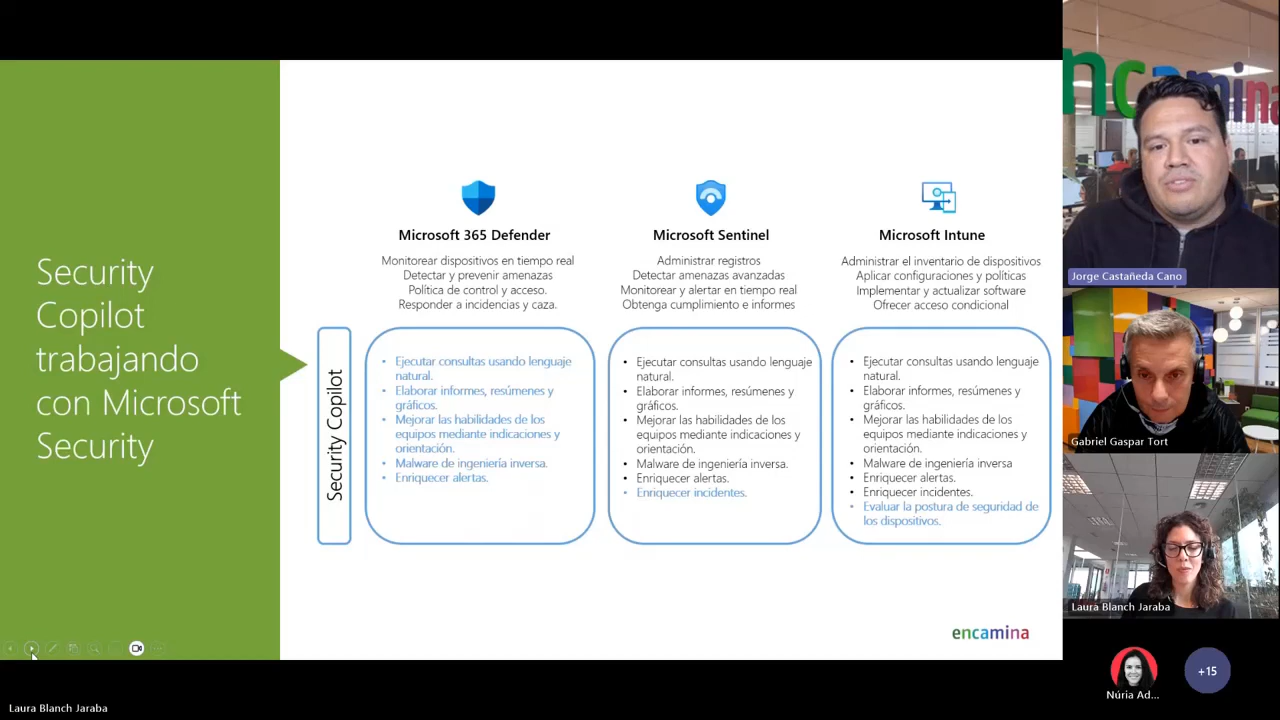 Security
Copilot
trabajando
con Microsoft
Security
Microsoft 365 Defender
Monitorear dispositivos en tiempo real
Detectar y prevenir amenazas
Política de control y acceso.
Responder a incidencias y caza.
Microsoft Sentinel
Administrar registros
Detectar amenazas avanzadas
Monitorear y alertar en tiempo real
Obtenga cumplimiento e informes
Microsoft Intune
Administrar el inventario de dispositivos
Aplicar configuraciones y políticas
Implementar y actualizar software
Ofrecer acceso condicional
Security Copilot
• Ejecutar consultas usando lenguaje
natural.
• Elaborar informes, resúmenes y
gráficos.
• Mejorar las habilidades de los
equipos mediante indicaciones y
orientación.
• Malware de ingeniería inversa.
• Enriquecer alertas.
• Ejecutar consultas usando lenguaje
natural.
• Elaborar informes, resúmenes y
gráficos.
• Mejorar las habilidades de los
equipos mediante indicaciones y
orientación.
• Malware de ingeniería inversa.
• Enriquecer alertas.
• Enriquecer incidentes.
• Ejecutar consultas usando lenguaje
natural.
• Elaborar informes, resúmenes y
gráficos.
• Mejorar las habilidades de los
equipos mediante indicaciones y
orientación.
• Malware de ingeniería inversa
• Enriquecer alertas.
• Enriquecer incidentes.
• Evaluar la postura de seguridad de
los dispositivos.
encamina
encamina
Jorge Castañeda Cano
Gabriel Gaspar Tort
Laura Blanch Jaraba
Núria Ad...
+15
Laura Blanch Jaraba